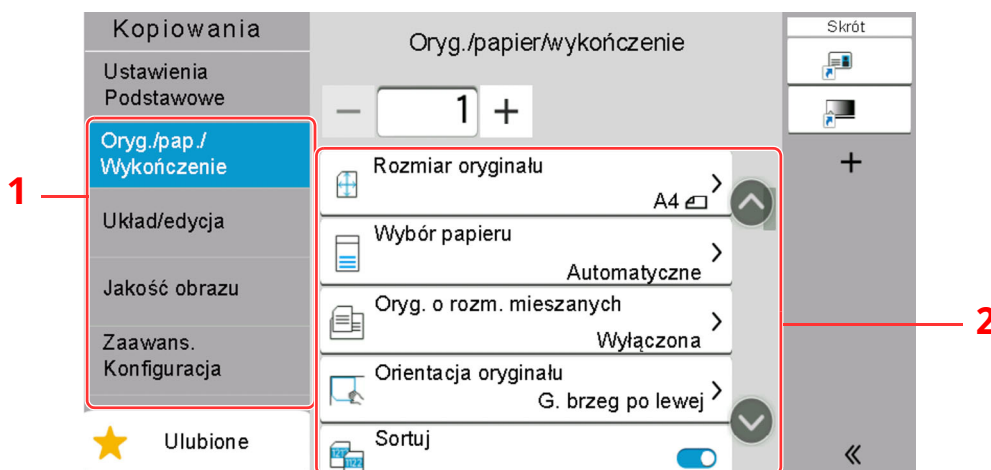 Kopiowania
Ustawienia
Podstawowe
Oryg./pap./
Wykończenie
Układ/edycja
Jakość obrazu
Zaawans.
Konfiguracja
Ulubione
1
Oryg./papier/wykończenie
1
Rozmiar oryginału
A4
Wybór papieru
Automatyczne
Oryg. o rozm. mieszanych
Wyłączona
Orientacja oryginału
G. brzeg po lewej
Sortuj
Skrót
2